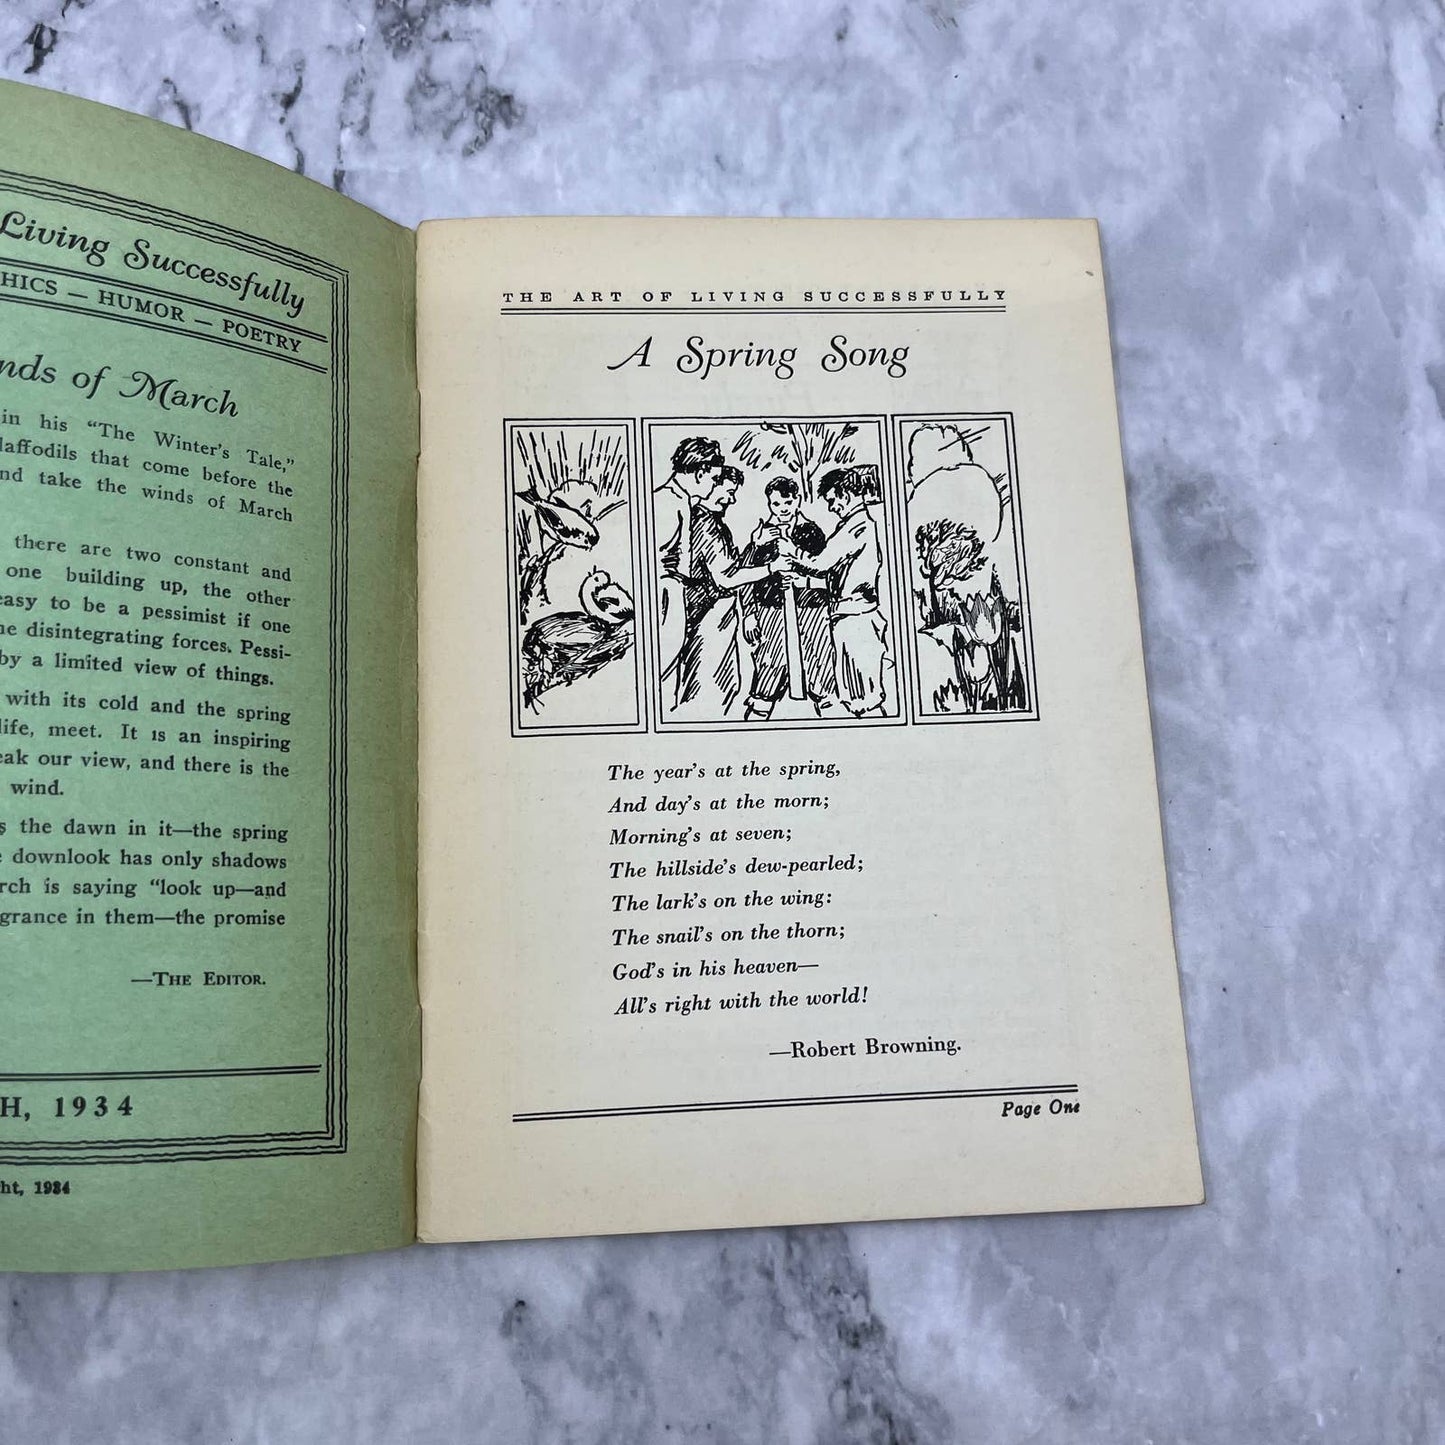 Living Successfully
HICS — HUMOR — POETRY
nds of March
in his "The Winter's Tale,"
daffodils that come before the
nd take the winds of March
there are two constant and
one building up, the other
easy to be a pessimist if one
he disintegrating forces. Pessi-
by a limited view of things.
with its cold and the spring
life, meet. It is an inspiring
eak our view, and there is the
wind.
s the dawn in it—the spring
e downlook has only shadows
rch is saying "look up—and
grance in them—the promise
—THE EDITOR.
H, 1934
ht, 1934
THE ART OF LIVING SUCCESSFULLY
A Spring Song
The year's at the spring,
And day's at the morn;
Morning's at seven;
The hillside's dew-pearled;
The lark's on the wing:
The snail's on the thorn;
God's in his heaven—
All's right with the world!
—Robert Browning.
Page One